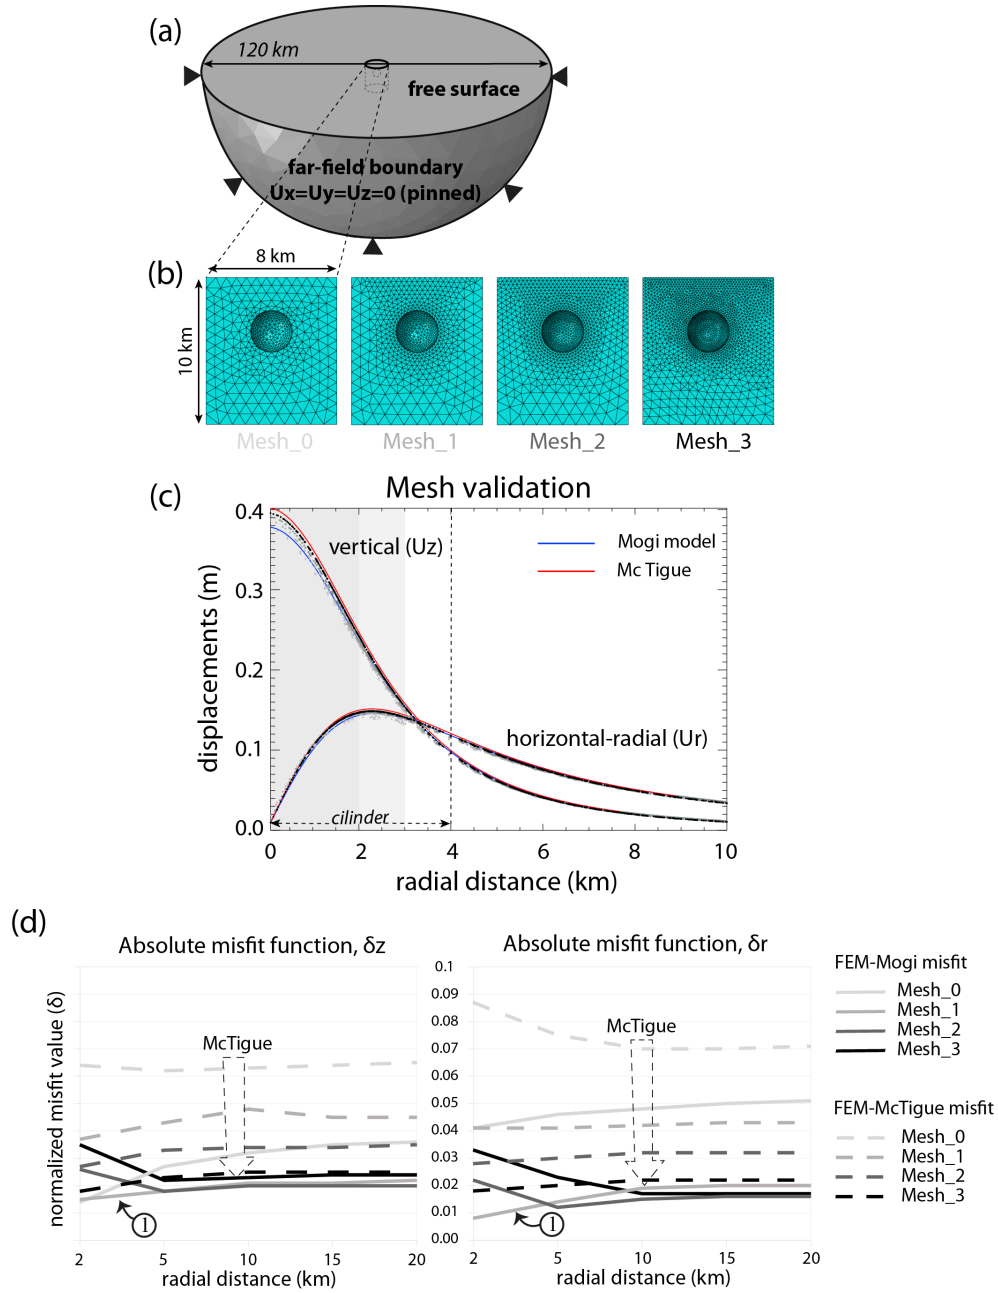 (a)
120 km
free surface
far-field boundary
Ux=Uy=Uz=0 (pinned)
(b)
8 km
10 km
Mesh_0
Mesh_1
Mesh_2
Mesh_3
(c)
Mesh validation
0.4
0.3
0.2
0.1
0.0
displacements (m)
vertical (Uz)
Mogi model
Mc Tigue
horizontal-radial (Ur)
cilinder
0
2
4
6
8
10
radial distance (km)
(d)
Absolute misfit function, δz
normalized misfit value (δ)
McTigue
1
2
5
10
15
20
radial distance (km)
Absolute misfit function, δr
0.1
0.09
0.08
0.07
0.06
0.05
0.04
0.03
0.02
0.01
0.00
McTigue
1
2
5
10
15
20
radial distance (km)
FEM-Mogi misfit
Mesh_0
Mesh_1
Mesh_2
Mesh_3
FEM-McTigue misfit
Mesh_0
Mesh_1
Mesh_2
Mesh_3